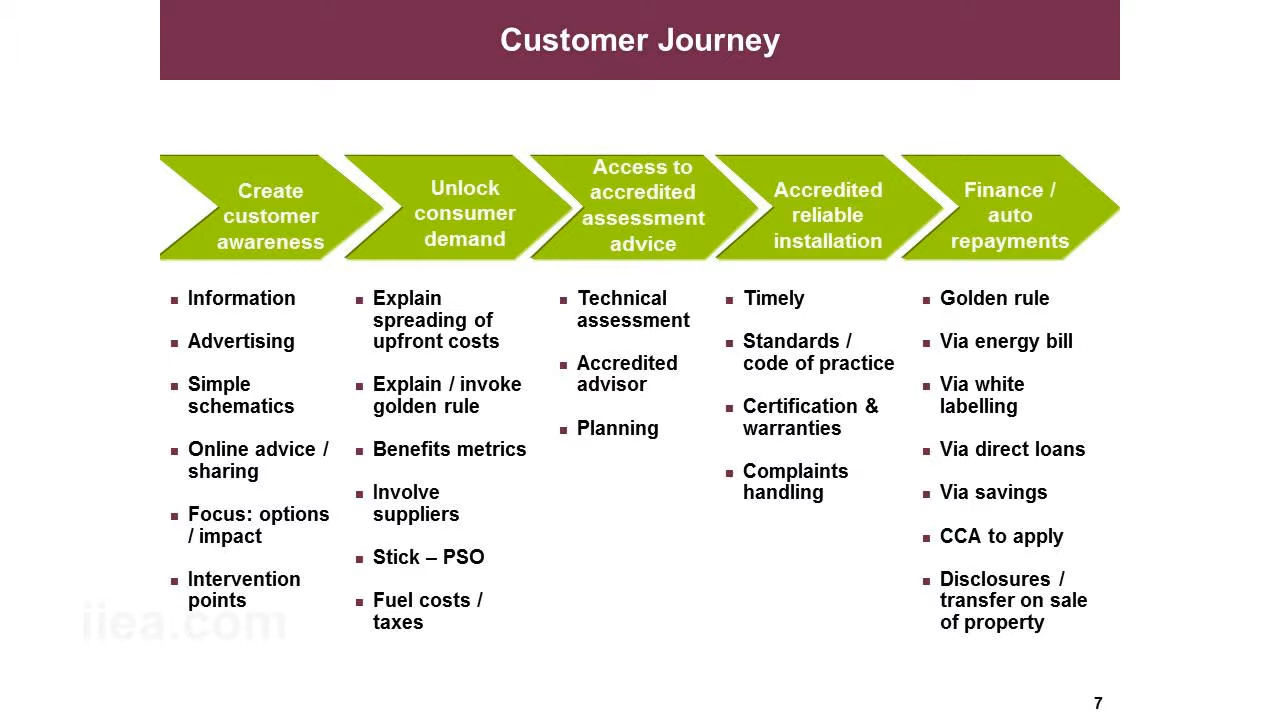 Customer Journey
Create
customer
awareness
Unlock
consumer
demand
Access to
accredited
assessment
advice
Accredited
reliable
installation
Finance /
auto
repayments
Information
Advertising
Simple
schematics
Online advice /
sharing
Focus: options
/ impact
Intervention
points
Explain
spreading of
upfront costs
Explain / invoke
golden rule
Benefits metrics
Involve
suppliers
Stick – PSO
Fuel costs /
taxes
Technical
assessment
Accredited
advisor
Planning
Timely
Standards /
code of practice
Certification &
warranties
Complaints
handling
Golden rule
Via energy bill
Via white
labelling
Via direct loans
Via savings
CCA to apply
Disclosures /
transfer on sale
of property
iiea.com
7